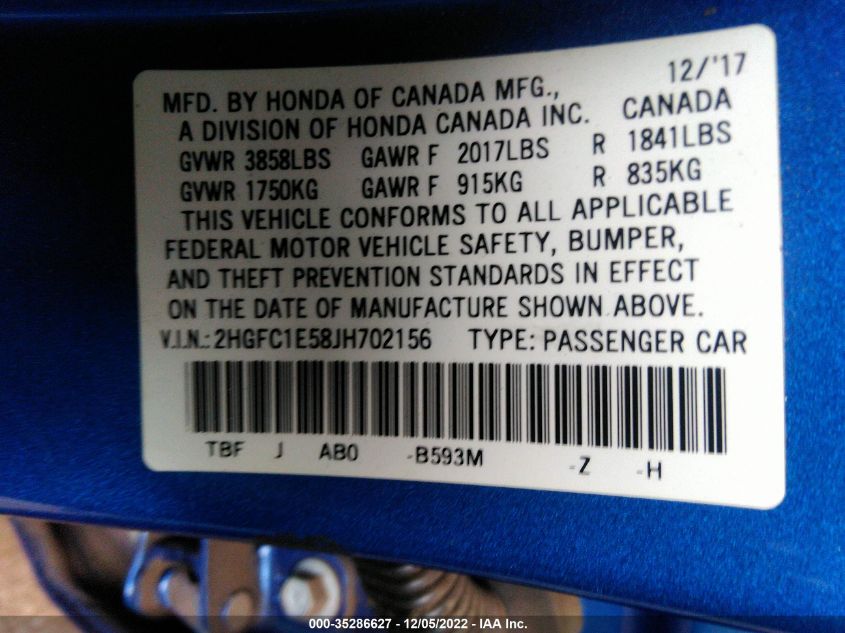 12/'17
MFD. BY HONDA OF CANADA MFG.,
A DIVISION OF HONDA CANADA INC. CANADA
GVWR 3858LBS GAWR F 2017LBS R 1841LBS
GVWR 1750KG GAWR F 915KG R 835KG
THIS VEHICLE CONFORMS TO ALL APPLICABLE
FEDERAL MOTOR VEHICLE SAFETY, BUMPER,
AND THEFT PREVENTION STANDARDS IN EFFECT
ON THE DATE OF MANUFACTURE SHOWN ABOVE.
V.I.N.: 2HGFC1E58JH702156 TYPE: PASSENGER CAR
TBF J AB0 -B593M -Z -H
000-35286627 - 12/05/2022 - IAA Inc.